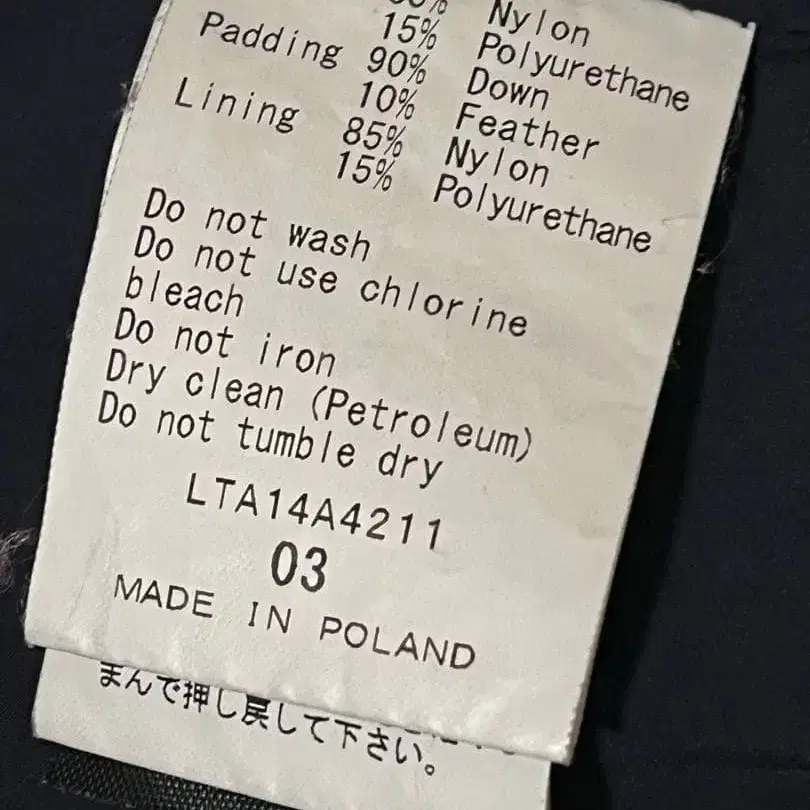 Nylon
15% Polyurethane
Padding 90% Down
10% Feather
Lining 85% Nylon
15% Polyurethane
Do not wash
Do not use chlorine
bleach
Do not iron
Dry clean (Petroleum)
Do not tumble dry
LTA14A4211
03
MADE IN POLAND
まんで押し戻して下さい。